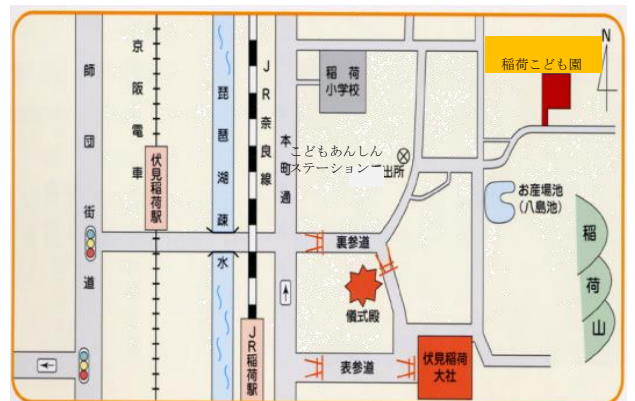 稲荷こども園
N
師団街道
京阪電車
伏見稲荷駅
琵琶湖疏水
JR奈良線
JR稲荷駅
本町通
稲荷
小学校
こどもあんしん
ステーション
出所
お産場池
(八島池)
稲荷山
裏参道
儀式殿
表参道
伏見稲荷
大社